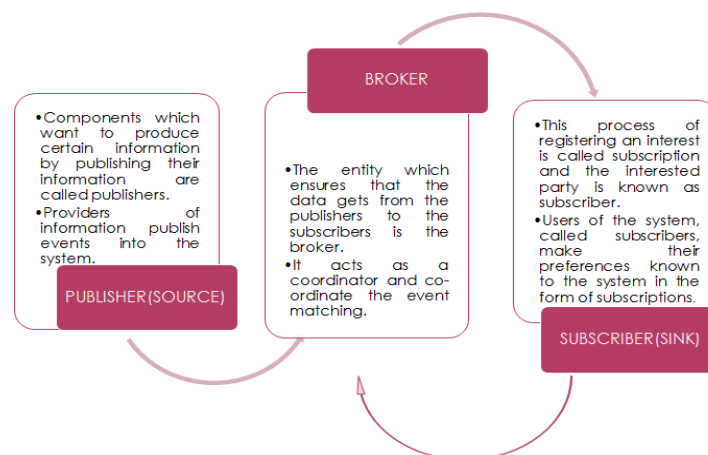 •Components which
want to produce
certain information
by publishing their
information are
called publishers.
•Providers of
information publish
events into the
system.
PUBLISHER(SOURCE)
BROKER
•The entity which
ensures that the
data gets from the
publishers to the
subscribers is the
broker.
•It acts as a
coordinator and co-
ordinate the event
matching.
•This process of
registering an interest
is called subscription
and the interested
party is known as
subscriber.
•Users of the system,
called subscribers,
make their
preferences known
to the system in the
form of subscriptions.
SUBSCRIBER(SINK)